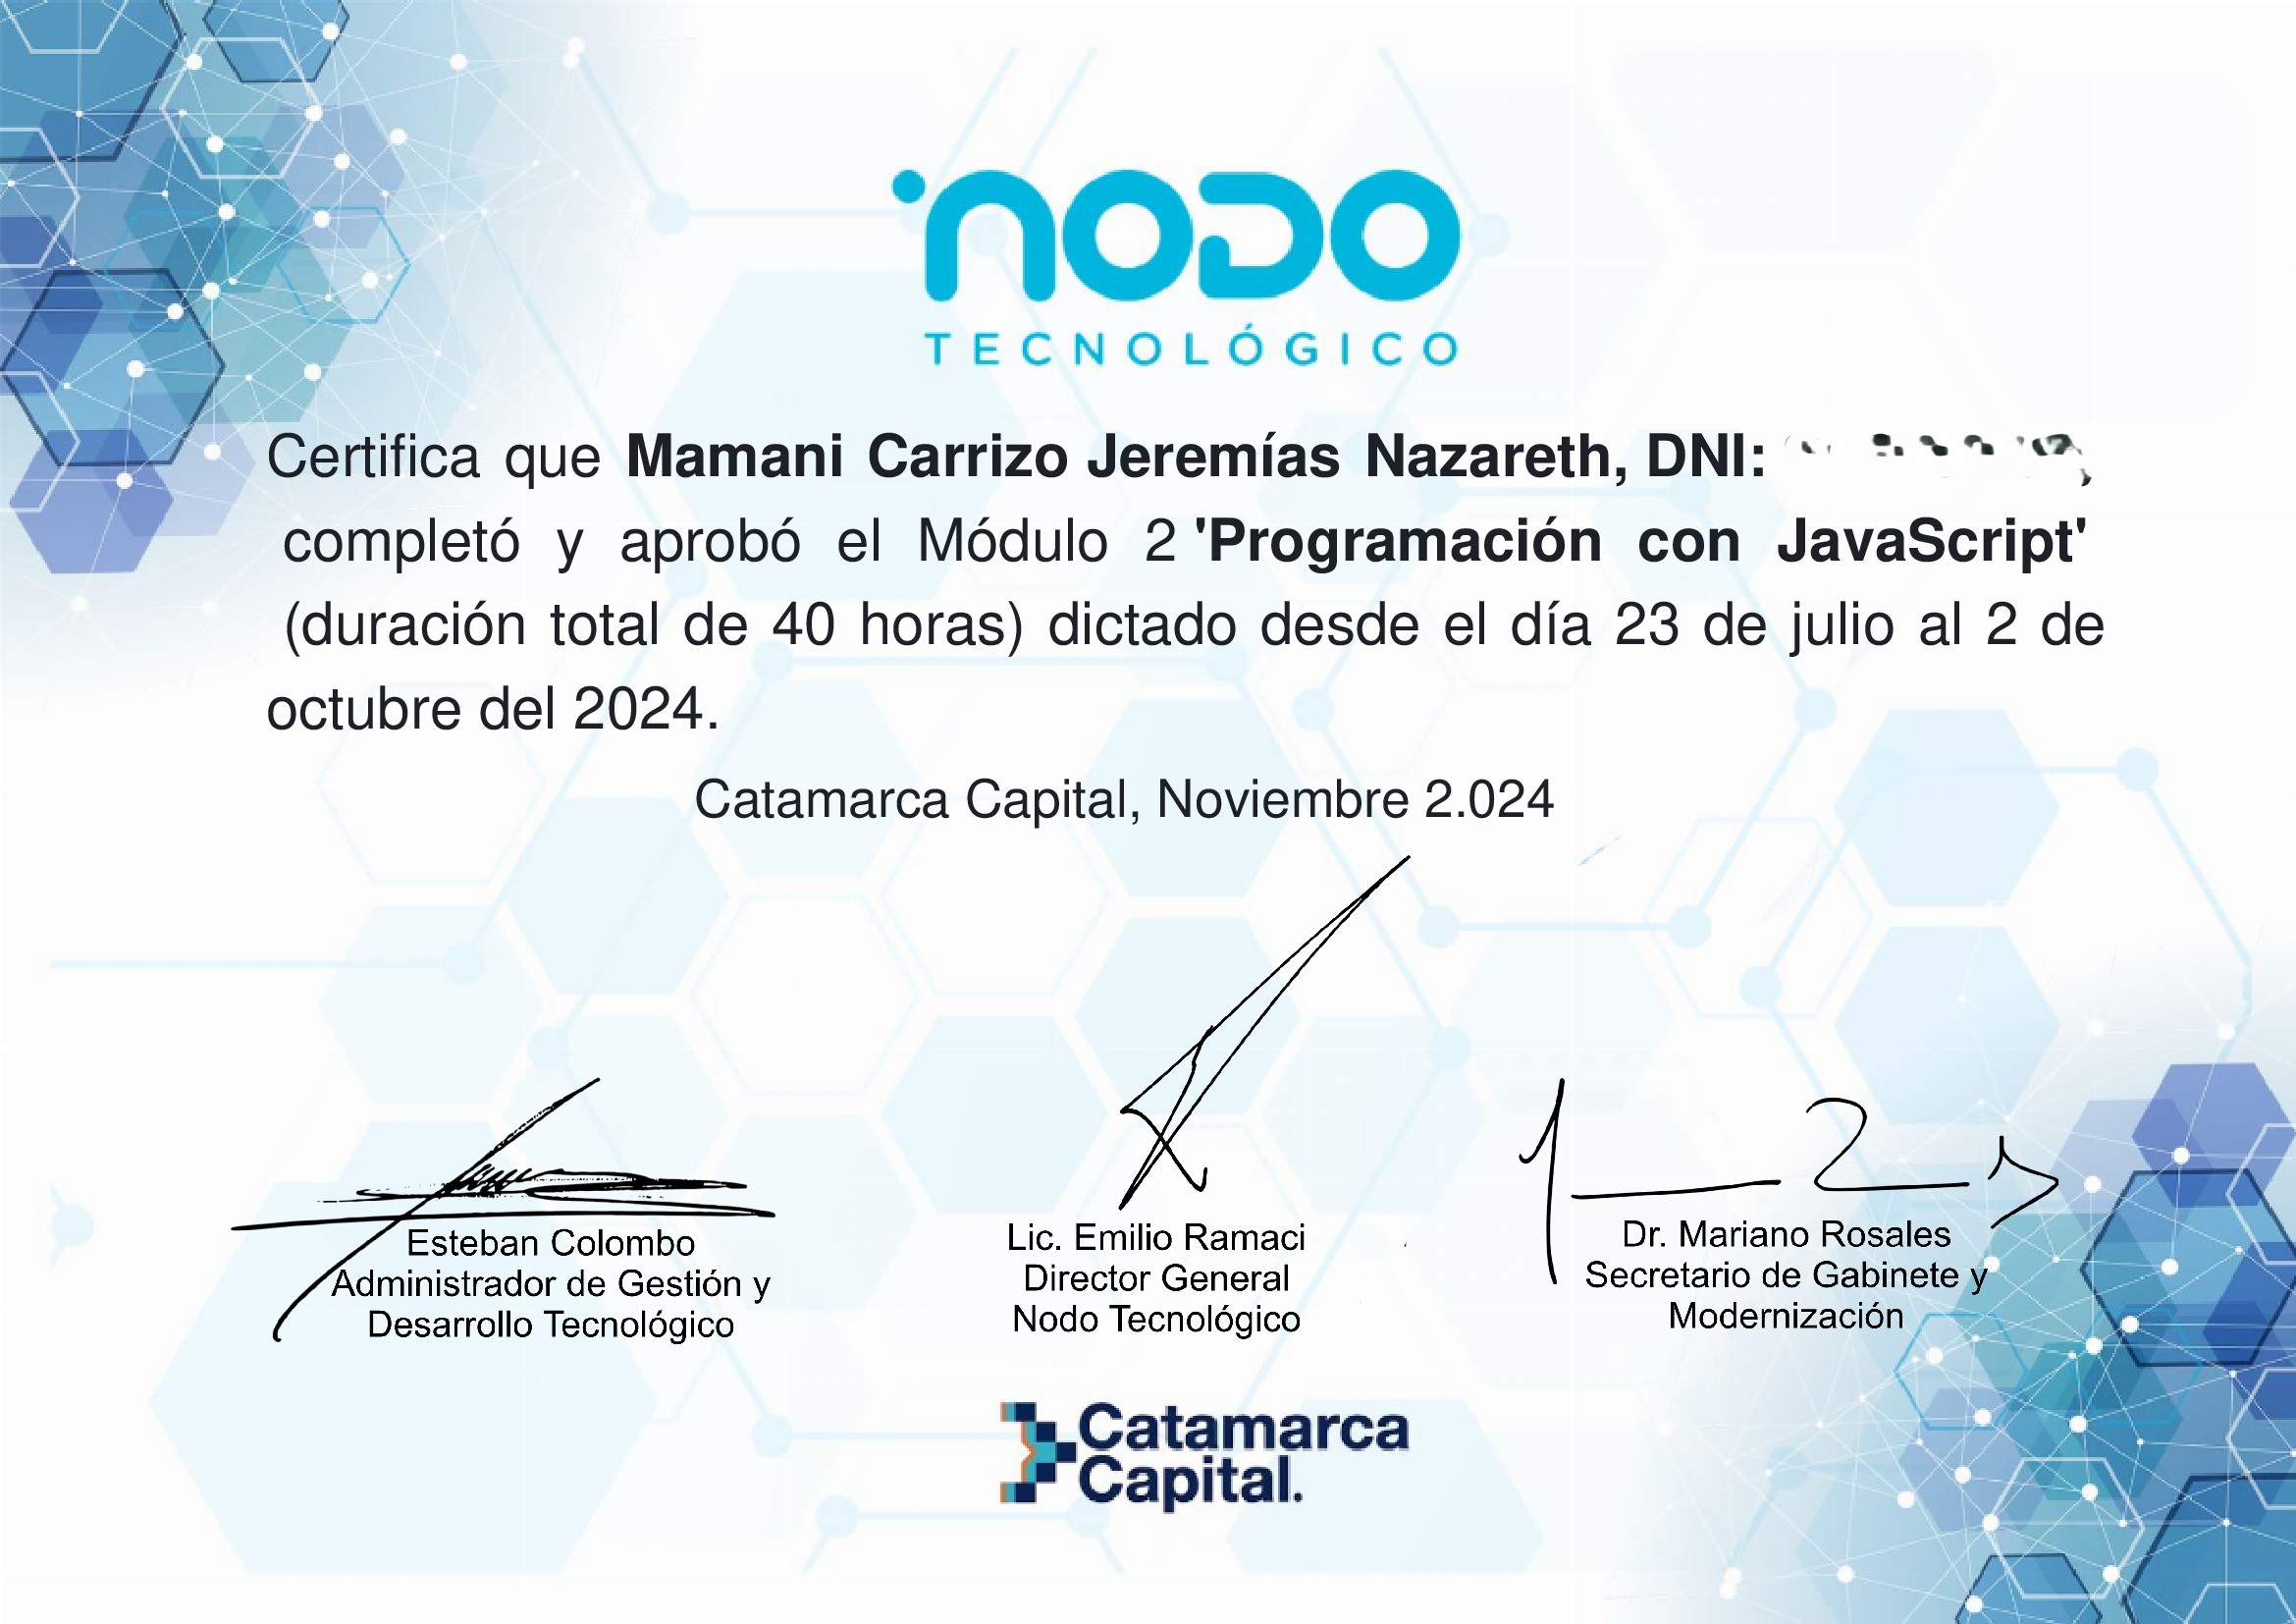 NODO
TECNOLÓGICO
Certifica que Mamani Carrizo Jeremías Nazareth, DNI:
completó y aprobó el Módulo 2 'Programación con JavaScript'
(duración total de 40 horas) dictado desde el día 23 de julio al 2 de
octubre del 2024.
Catamarca Capital, Noviembre 2.024
Esteban Colombo
Administrador de Gestión y
Desarrollo Tecnológico
Lic. Emilio Ramaci
Director General
Nodo Tecnológico
Dr. Mariano Rosales
Secretario de Gabinete y
Modernización
Catamarca
Capital.